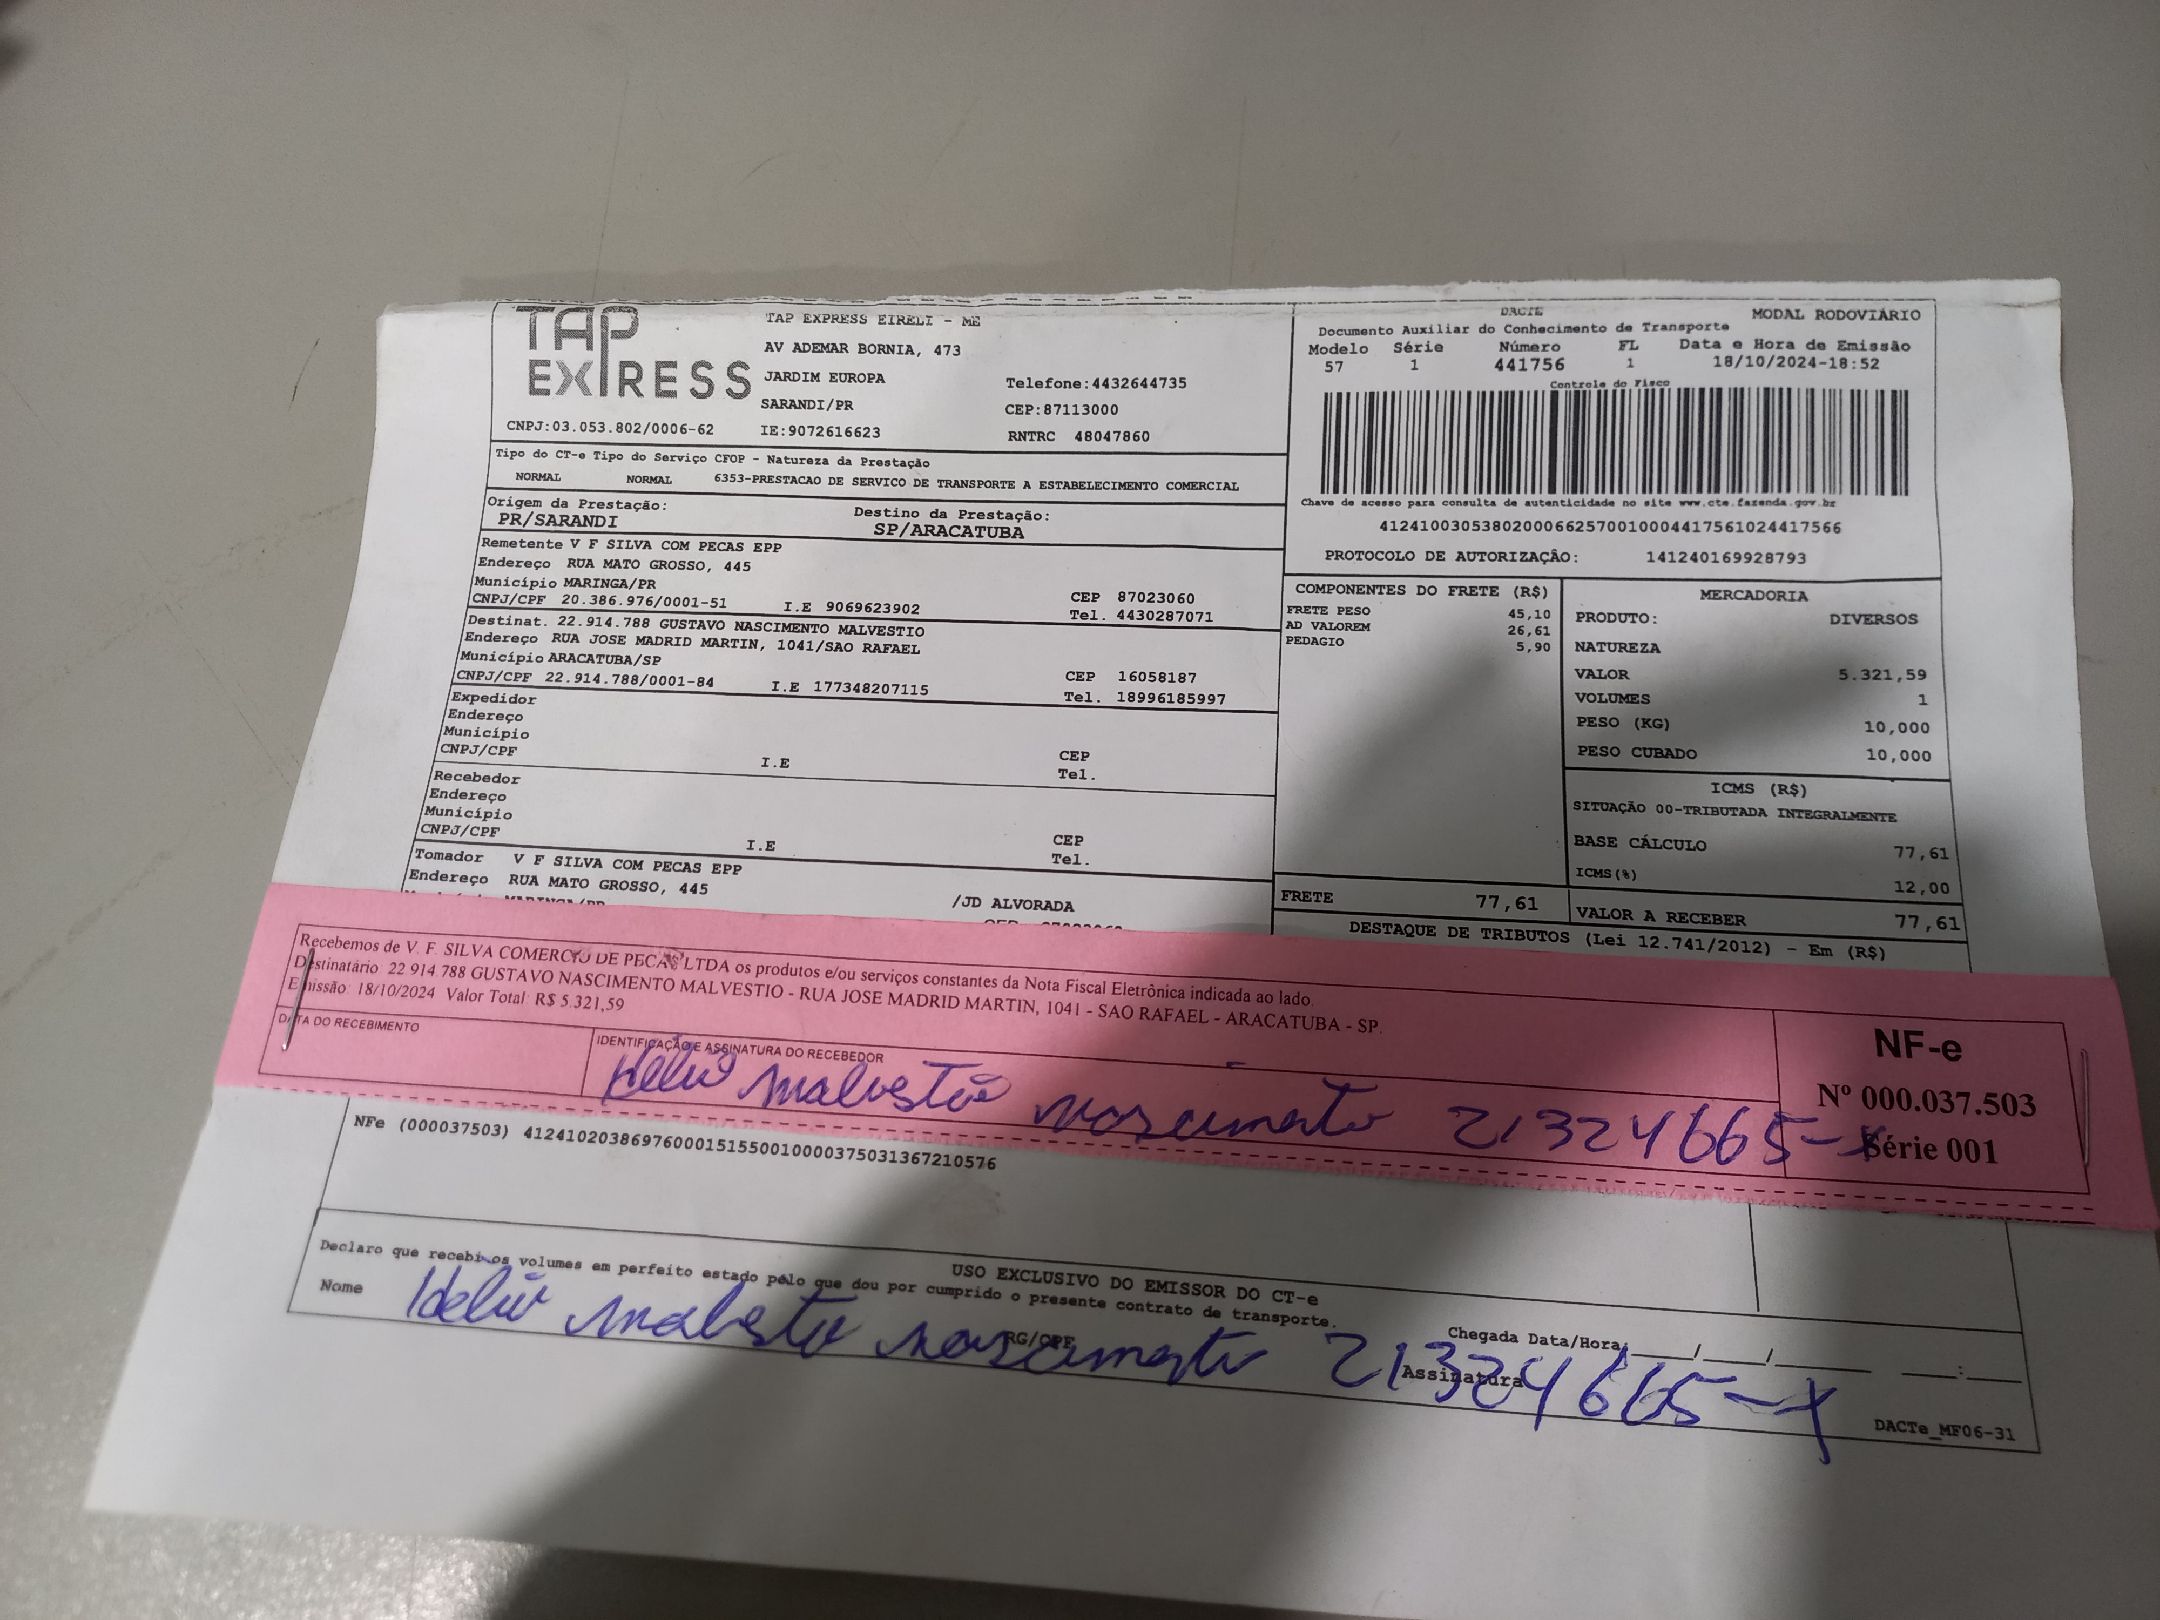 TAP
EXPRESS
TAP EXPRESS EIRELI - ME
AV ADEMAR BORNIA, 473
JARDIM EUROPA
Telefone:4432644735
SARANDI/PR
CEP:87113000
CNPJ:03.053.802/0006-62
IE:9072616623
RNTRC 48047860
DACTE
MODAL RODOVIÁRIO
Documento Auxiliar do Conhecimento de Transporte
Modelo Série Número FL Data e Hora de Emissão
57 1 441756 1 18/10/2024-18:52
Controle do Fisco
Chave de acesso para consulta de autenticidade no site www.cte.fazenda.gov.br
41241003053802000662570010004417561024417566
PROTOCOLO DE AUTORIZAÇÃO: 141240169928793
Tipo do CT-e Tipo do Serviço CFOP - Natureza da Prestação
NORMAL NORMAL 6353-PRESTACAO DE SERVICO DE TRANSPORTE A ESTABELECIMENTO COMERCIAL
Origem da Prestação: Destino da Prestação:
PR/SARANDI SP/ARACATUBA
Remetente V F SILVA COM PECAS EPP
Endereço RUA MATO GROSSO, 445
Município MARINGA/PR CEP 87023060
CNPJ/CPF 20.386.976/0001-51 I.E 9069623902 Tel. 4430287071
Destinat. 22.914.788 GUSTAVO NASCIMENTO MALVESTIO
Endereço RUA JOSE MADRID MARTIN, 1041/SAO RAFAEL
Município ARACATUBA/SP CEP 16058187
CNPJ/CPF 22.914.788/0001-84 I.E 177348207115 Tel. 18996185997
Expedidor
Endereço
Município CEP
CNPJ/CPF I.E Tel.
Recebedor
Endereço
Município CEP
CNPJ/CPF I.E Tel.
Tomador V F SILVA COM PECAS EPP
Endereço RUA MATO GROSSO, 445 /JD ALVORADA
COMPONENTES DO FRETE (R$)
FRETE PESO 45,10
AD VALOREM 26,61
PEDAGIO 5,90
FRETE 77,61
MERCADORIA
PRODUTO: DIVERSOS
NATUREZA
VALOR 5.321,59
VOLUMES 1
PESO (KG) 10,000
PESO CUBADO 10,000
ICMS (R$)
SITUAÇÃO 00-TRIBUTADA INTEGRALMENTE
BASE CÁLCULO 77,61
ICMS(%) 12,00
VALOR A RECEBER 77,61
DESTAQUE DE TRIBUTOS (Lei 12.741/2012) - Em (R$)
Recebemos de V. F. SILVA COMERCIO DE PECAS LTDA os produtos e/ou serviços constantes da Nota Fiscal Eletrônica indicada ao lado.
Destinatário 22 914 788 GUSTAVO NASCIMENTO MALVESTIO - RUA JOSE MADRID MARTIN, 1041 - SAO RAFAEL - ARACATUBA - SP.
Emissão: 18/10/2024 Valor Total: R$ 5.321,59
DATA DO RECEBIMENTO
IDENTIFICAÇÃO E ASSINATURA DO RECEBEDOR
Helio Malvestio Nascimento 21324665-X
NF-e
Nº 000.037.503
Série 001
NFe (000037503) 41241020386976000151550010000375031367210576
USO EXCLUSIVO DO EMISSOR DO CT-e
Declaro que recebi os volumes em perfeito estado pelo que dou por cumprido o presente contrato de transporte.
Nome
RG/CPF
Chegada Data/Hora:____/____/______ ____:____
Assinatura
Helio Malvestio Nascimento 21324665-X
DACTe_MF06-31